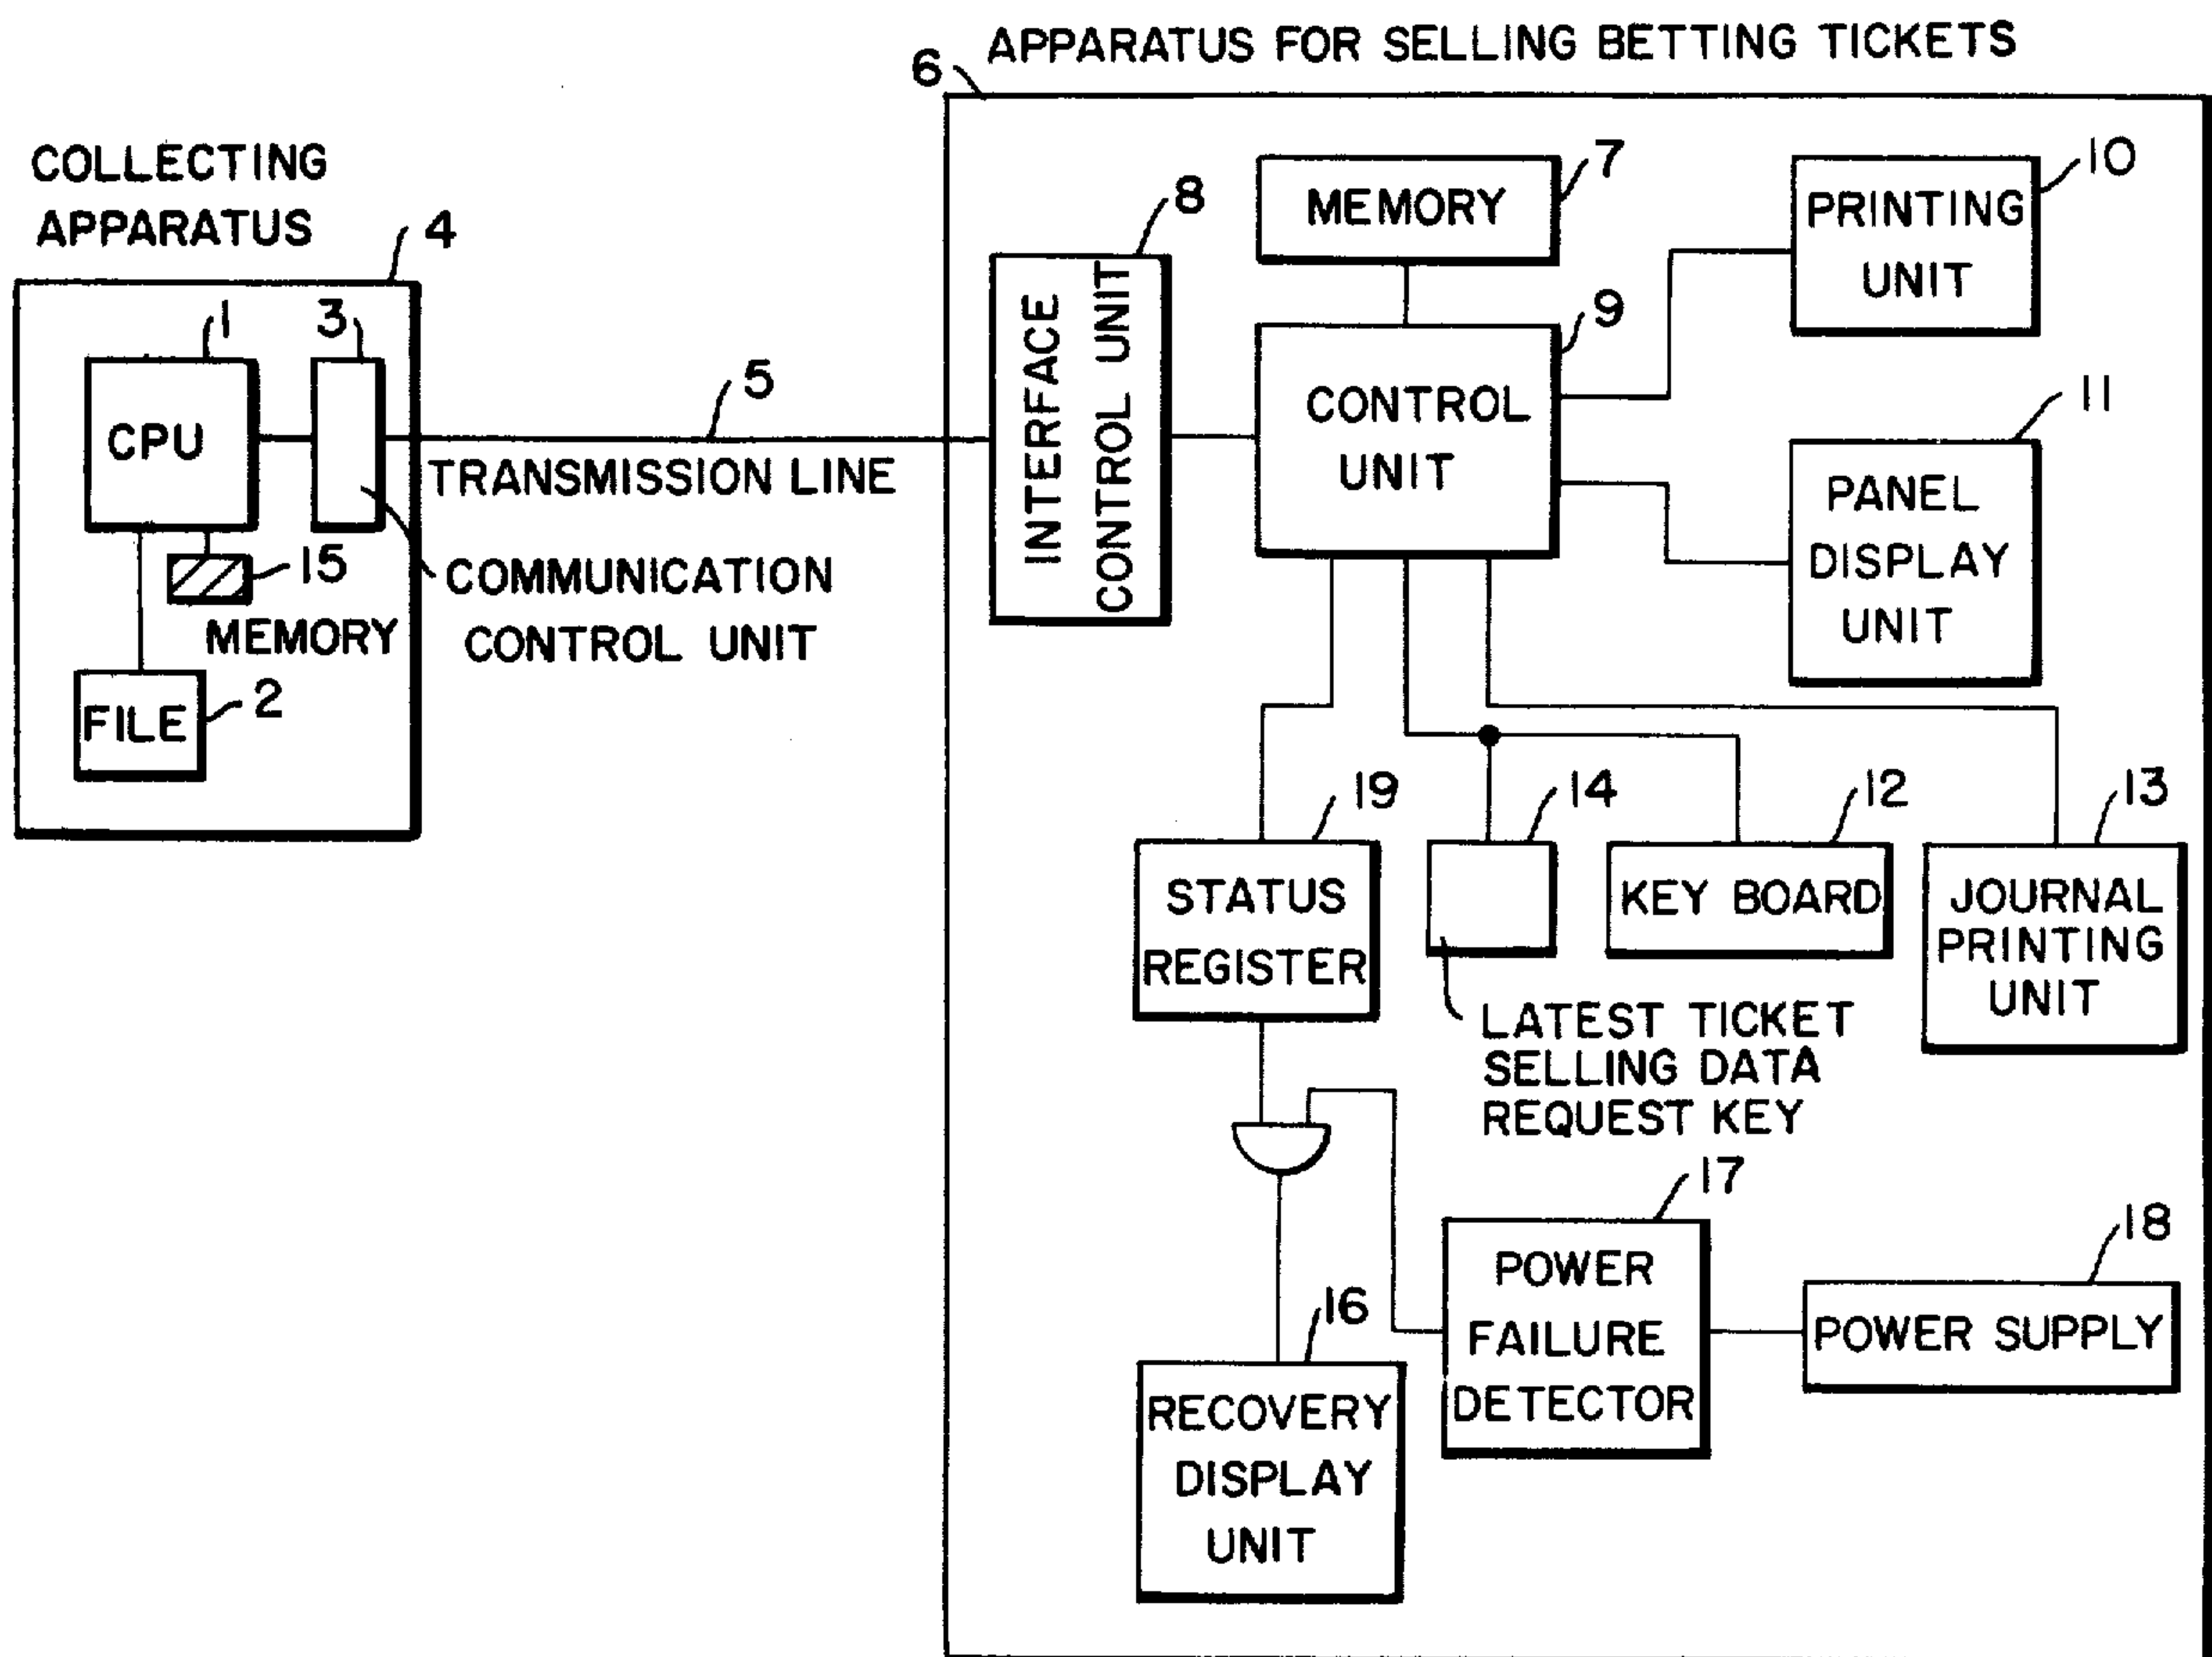 APPARATUS FOR SELLING BETTING TICKETS
6
COLLECTING
APPARATUS
4
1
3
CPU
15
MEMORY
FILE
2
5
TRANSMISSION LINE
COMMUNICATION
CONTROL UNIT
8
INTERFACE
CONTROL UNIT
MEMORY
7
CONTROL
UNIT
9
PRINTING
UNIT
10
PANEL
DISPLAY
UNIT
11
STATUS
REGISTER
19
14
LATEST TICKET
SELLING DATA
REQUEST KEY
KEY BOARD
12
JOURNAL
PRINTING
UNIT
13
RECOVERY
DISPLAY
UNIT
16
POWER
FAILURE
DETECTOR
17
POWER SUPPLY
18